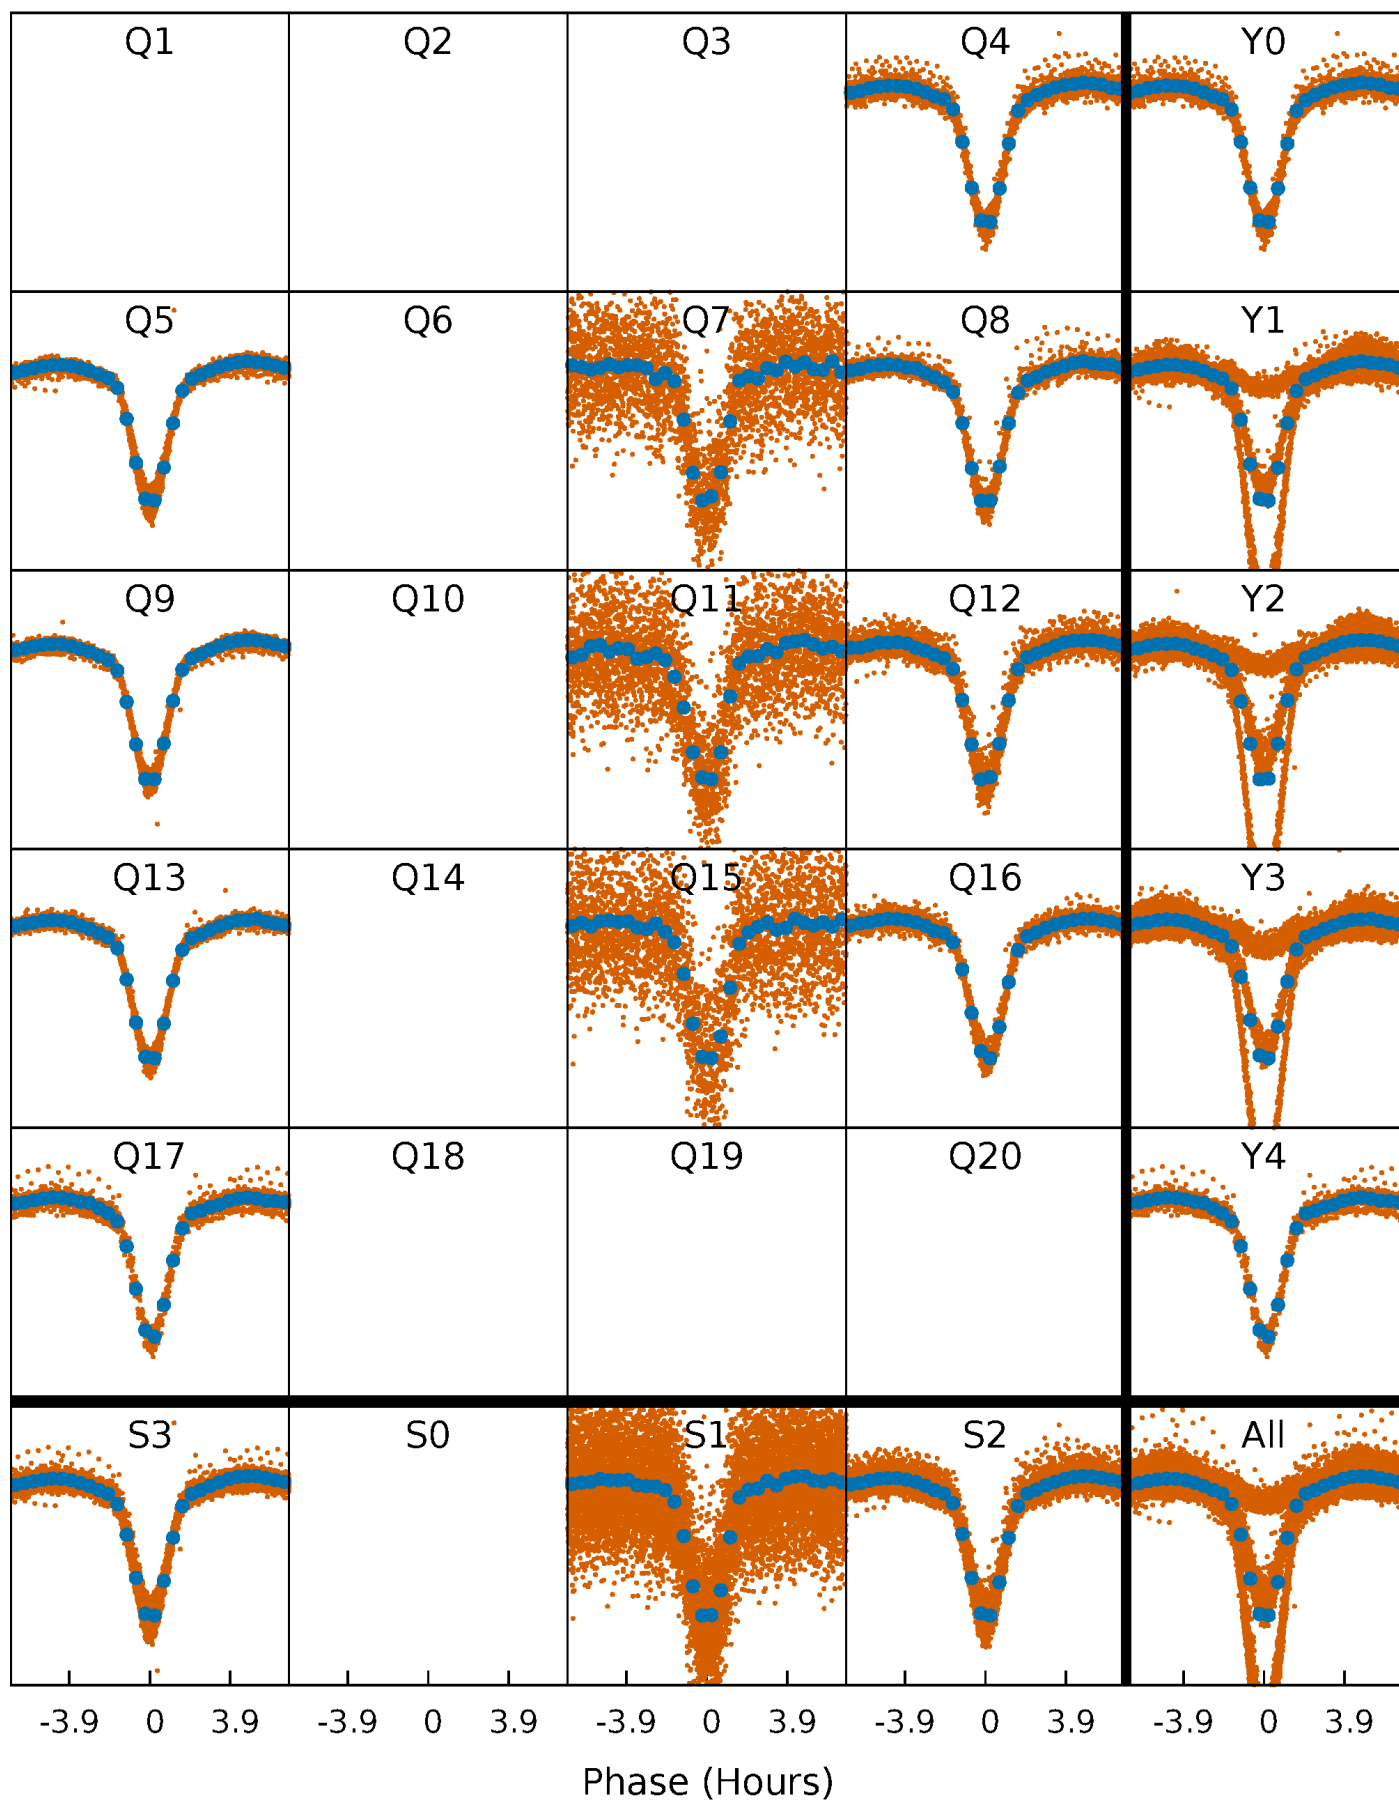 Q1 Q2 Q3 Q4 Y0
Q5 Q6 Q7 Q8 Y1
Q9 Q10 Q11 Q12 Y2
Q13 Q14 Q15 Q16 Y3
Q17 Q18 Q19 Q20 Y4
S3 S0 S1 S2 All
-3.9 0 3.9 -3.9 0 3.9 -3.9 0 3.9 -3.9 0 3.9 -3.9 0 3.9
Phase (Hours)